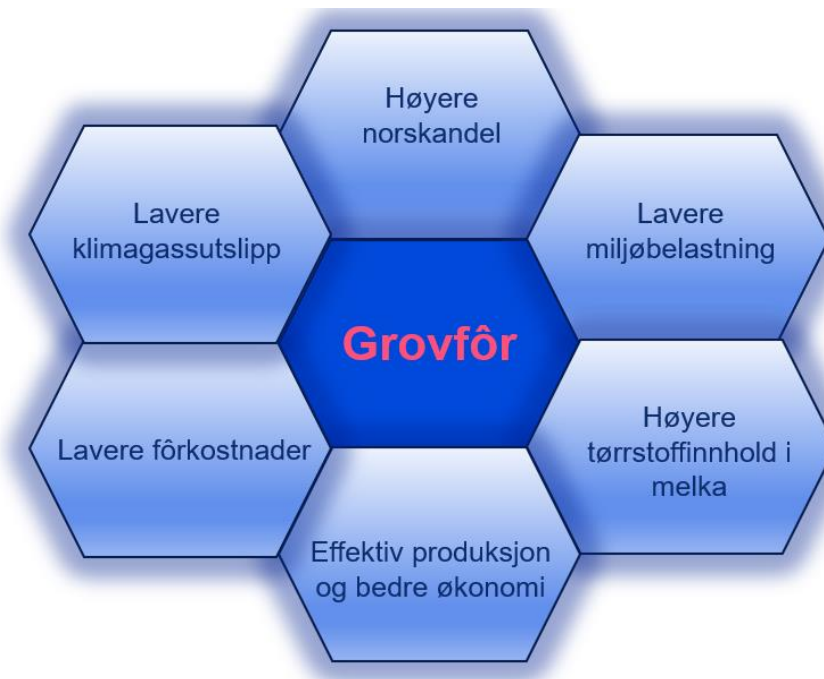 Høyere
norskandel
Lavere
klimagassutslipp
Lavere
miljøbelastning
Grovfôr
Lavere fôrkostnader
Høyere
tørrstoffinnhold i
melka
Effektiv produksjon
og bedre økonomi